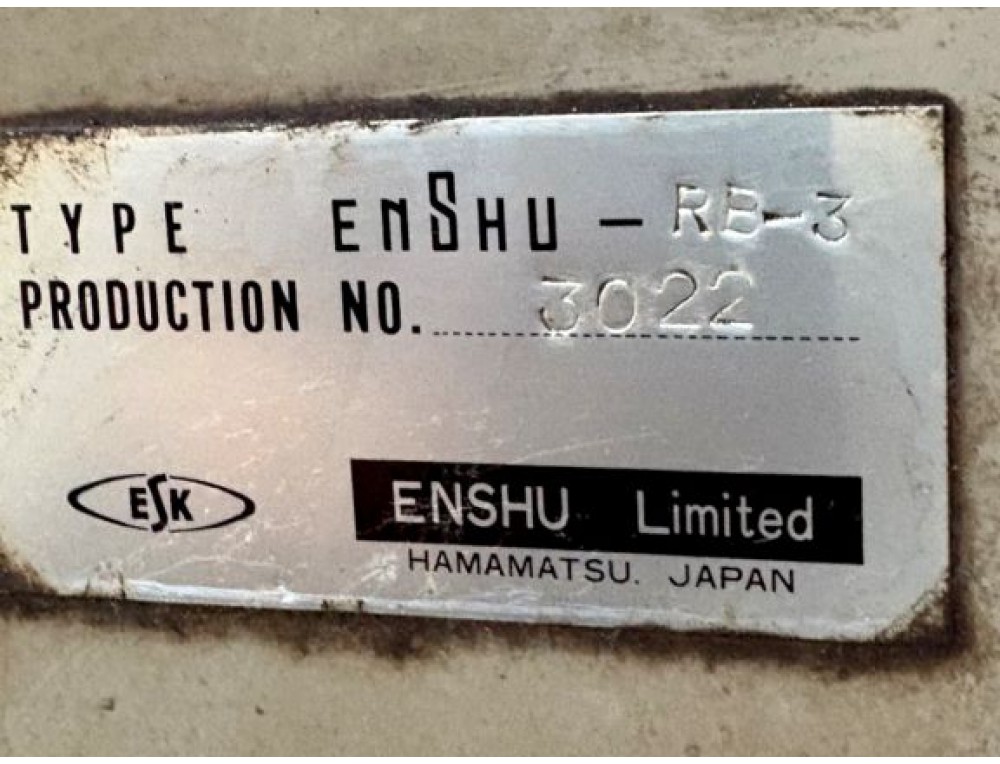 TYPE ENSHU - RB-3
PRODUCTION NO. 3022
ESK
ENSHU Limited
HAMAMATSU. JAPAN